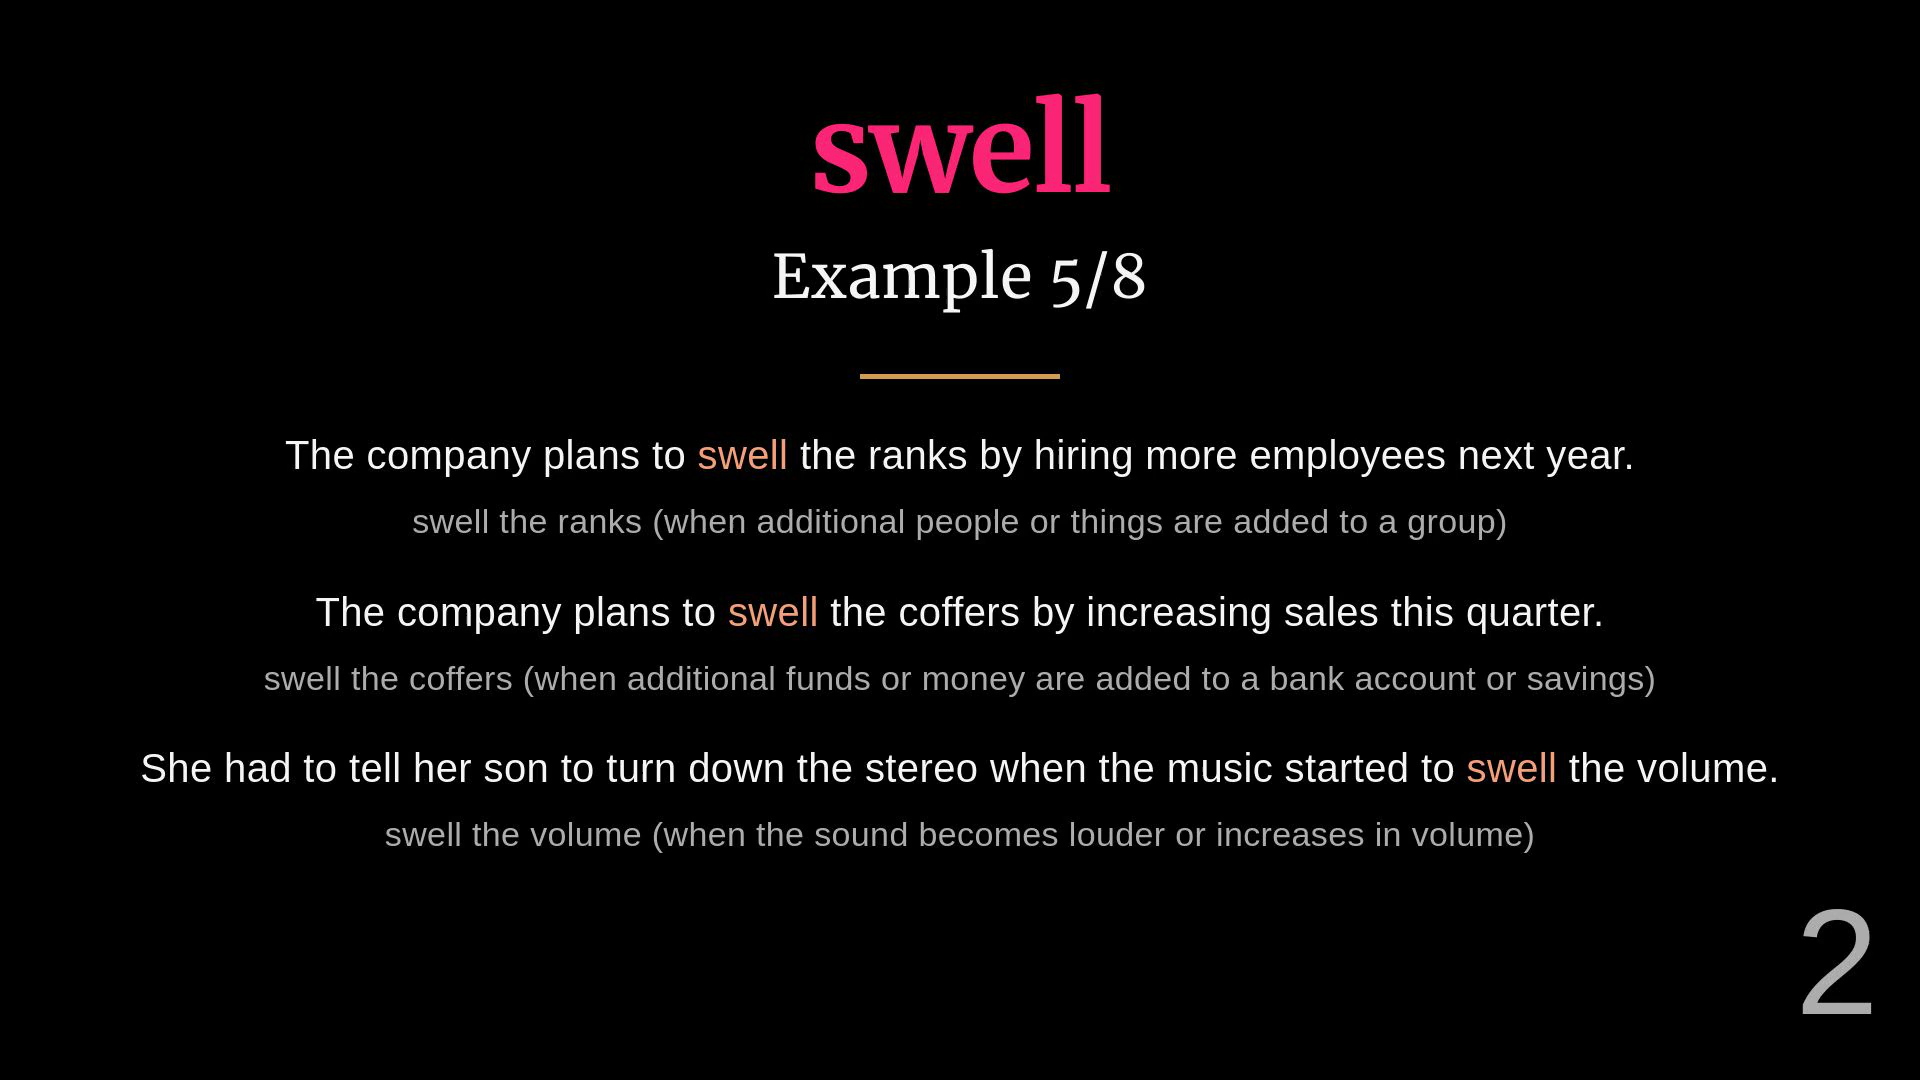 swell
Example 5/8
The company plans to swell the ranks by hiring more employees next year.
swell the ranks (when additional people or things are added to a group)
The company plans to swell the coffers by increasing sales this quarter.
swell the coffers (when additional funds or money are added to a bank account or savings)
She had to tell her son to turn down the stereo when the music started to swell the volume.
swell the volume (when the sound becomes louder or increases in volume)
2